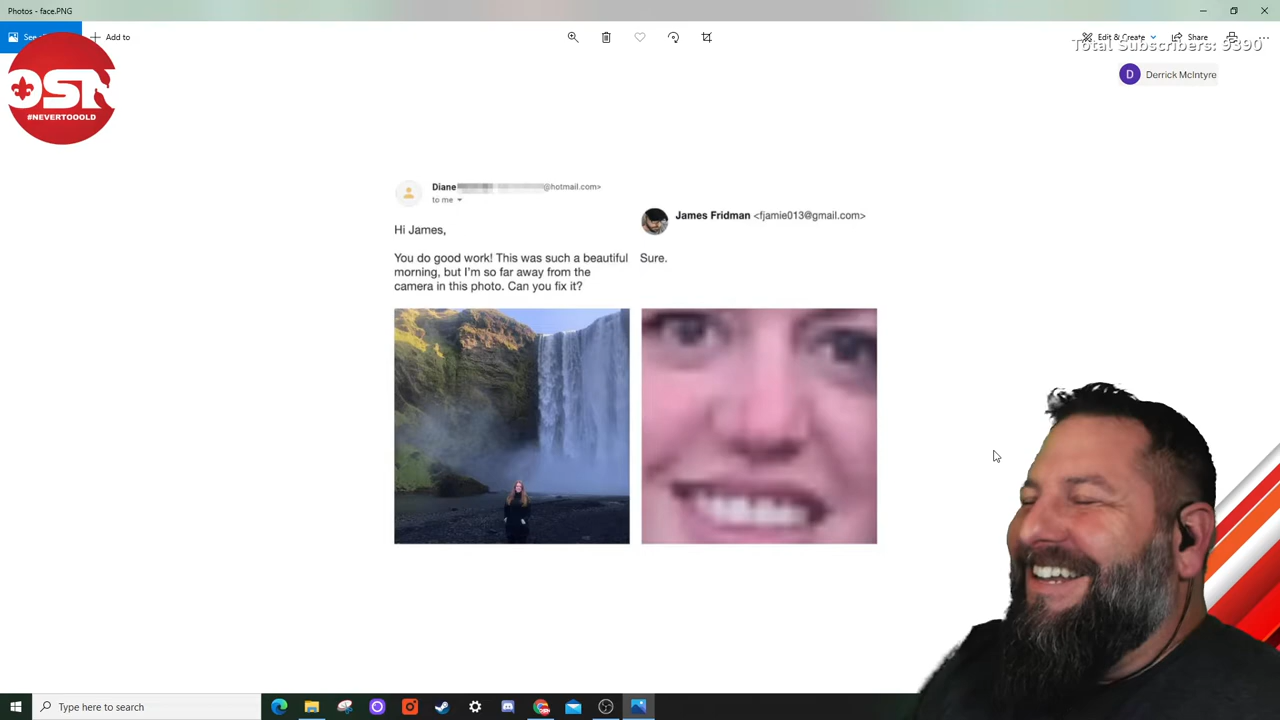 Photos - face.PNG
Add to
Edit & Create
Share
Total Subscribers: 9390
D
Derrick McIntyre
OSN
#NEVERTOOOLD
Diane @hotmail.com>
to me
James Fridman <fjamie013@gmail.com>
Hi James,
You do good work! This was such a beautiful
morning, but I'm so far away from the
camera in this photo. Can you fix it?
Sure.
Type here to search